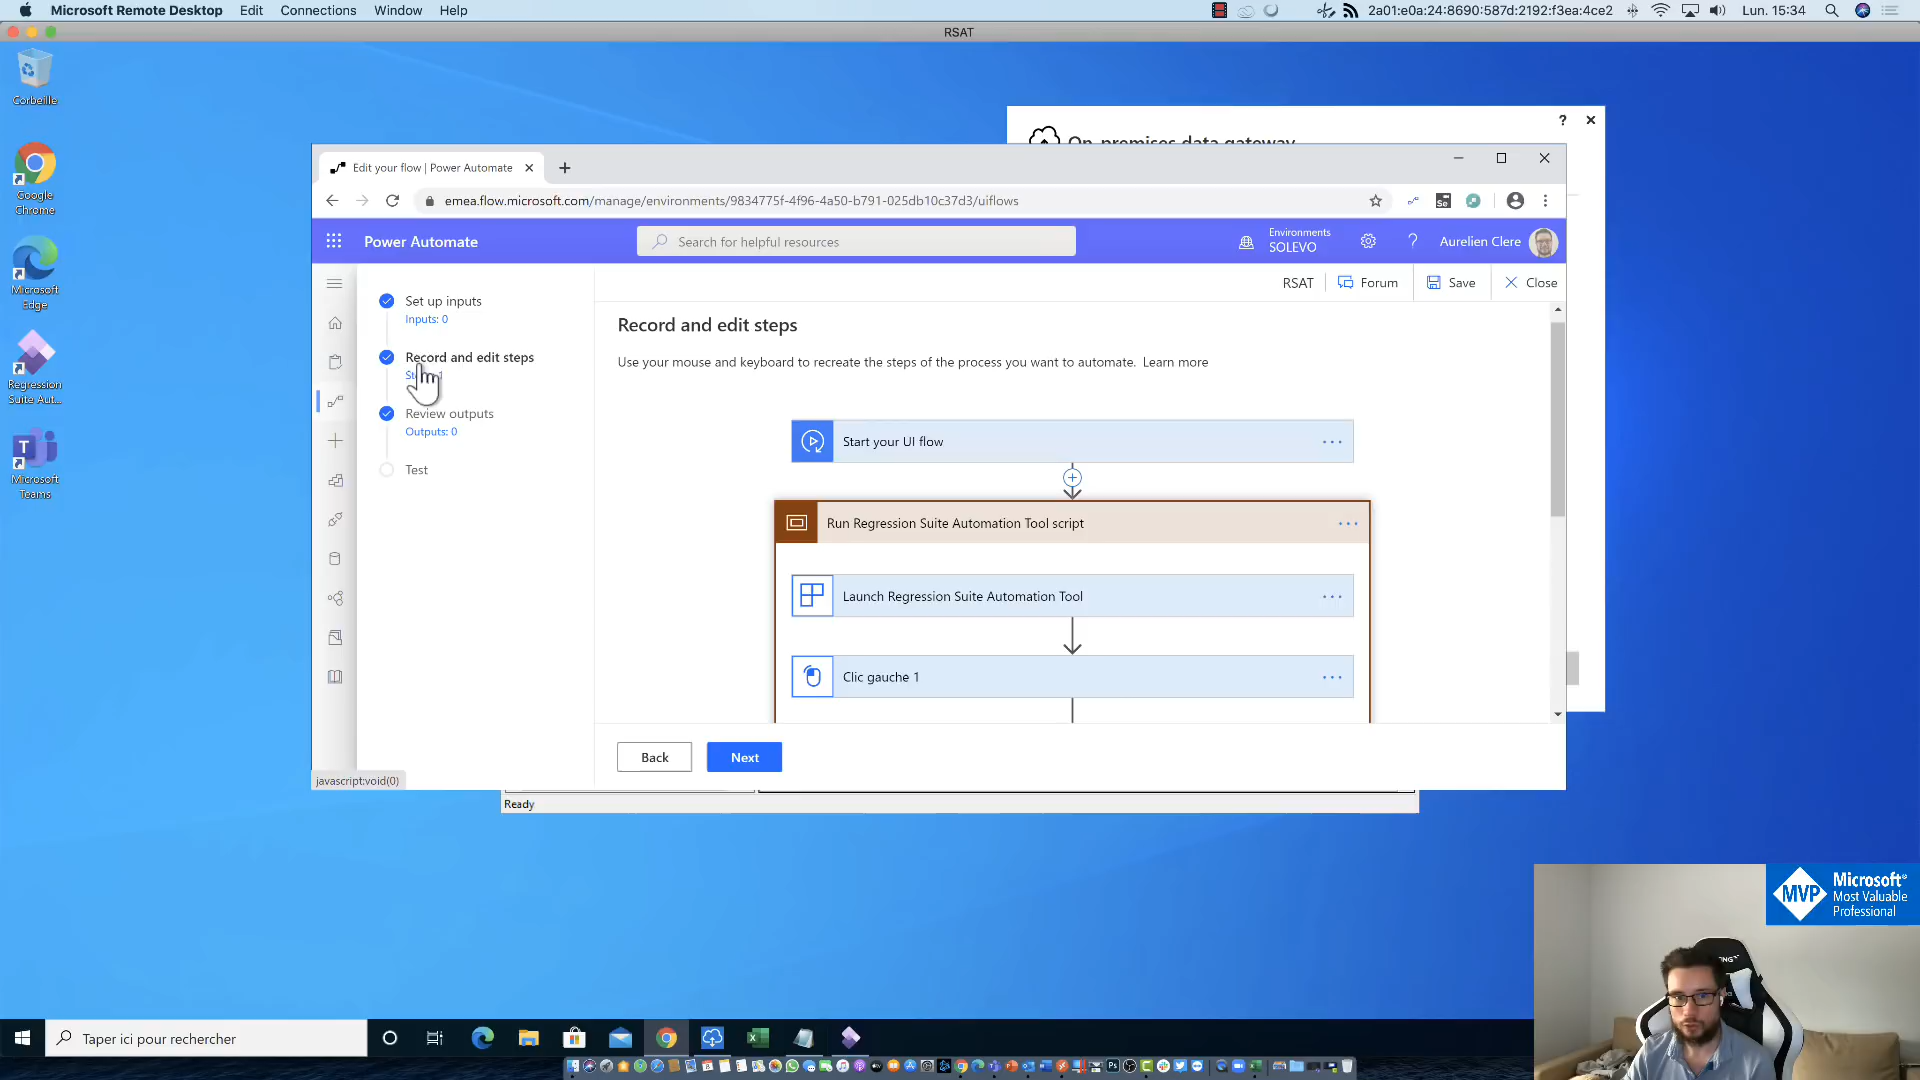 Microsoft Remote Desktop Edit Connections Window Help
2a01:e0a:24:8690:587d:2192:f3ea:4ce2 Lun. 15:34
RSAT
Corbeille
Google
Chrome
Microsoft
Edge
Regression
Suite Aut...
Microsoft
Teams
On-premises data gateway
Edit your flow | Power Automate
emea.flow.microsoft.com/manage/environments/9834775f-4f96-4a50-b791-025db10c37d3/uiflows
Power Automate
Search for helpful resources
Environments
SOLEVO
Aurelien Clere
RSAT Forum Save Close
Set up inputs
Inputs: 0
Record and edit steps
Review outputs
Outputs: 0
Test
Record and edit steps
Use your mouse and keyboard to recreate the steps of the process you want to automate. Learn more
Start your UI flow
Run Regression Suite Automation Tool script
Launch Regression Suite Automation Tool
Clic gauche 1
Back Next
javascript:void(0)
Ready
MVP
Microsoft®
Most Valuable
Professional
Taper ici pour rechercher